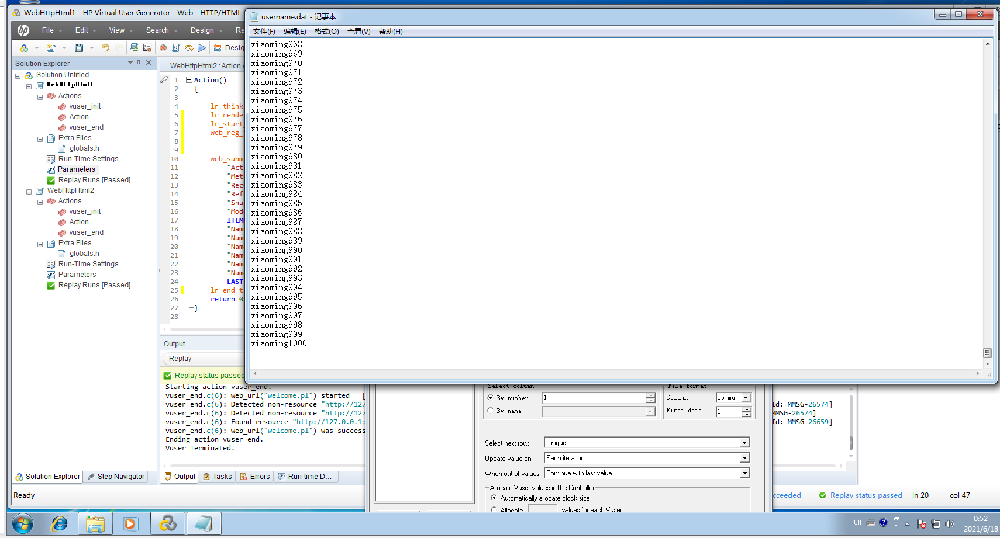 WebHttpHtml1 - HP Virtual User Generator - Web - HTTP/HTML
File Edit View Search Design Re
Desig
Solution Explorer
Solution Untitled
WebHttpHtml1
Actions
vuser_init
Action
vuser_end
Extra Files
globals.h
Run-Time Settings
Parameters
Replay Runs [Passed]
WebHttpHtml2
Actions
vuser_init
Action
vuser_end
Extra Files
globals.h
Run-Time Settings
Parameters
Replay Runs [Passed]
Solution Explorer Step Navigator
Ready
WebHttpHtml2 : Action.
1 Action()
2 {
3
4 lr_think_
5 lr_rende
6 lr_start_
7 web_reg_
8
9
10 web_subm
11 "Acti
12 "Meth
13 "Rec
14 "Refe
15 "Snap
16 "Mode
17 ITEM
18 "Name
19 "Name
20 "Name
21 "Name
22 "Name
23 "Name
24 LAST
25 lr_end_t
26 return 0
27 }
28
Output
Replay
Replay status passed
Starting action vuser_end.
vuser_end.c(6): web_url("welcome.pl") started [
vuser_end.c(6): Detected non-resource "http://127
vuser_end.c(6): Detected non-resource "http://127
vuser_end.c(6): Found resource "http://127.0.0.1:
vuser_end.c(6): web_url("welcome.pl") was success
Ending action vuser_end.
Vuser Terminated.
Id: MMSG-26574]
MMSG-26574]
Id: MMSG-26659]
Output Tasks Errors Run-time D...
username.dat - 记事本
文件(F) 编辑(E) 格式(O) 查看(V) 帮助(H)
xiaoming968
xiaoming969
xiaoming970
xiaoming971
xiaoming972
xiaoming973
xiaoming974
xiaoming975
xiaoming976
xiaoming977
xiaoming978
xiaoming979
xiaoming980
xiaoming981
xiaoming982
xiaoming983
xiaoming984
xiaoming985
xiaoming986
xiaoming987
xiaoming988
xiaoming989
xiaoming990
xiaoming991
xiaoming992
xiaoming993
xiaoming994
xiaoming995
xiaoming996
xiaoming997
xiaoming998
xiaoming999
xiaoming1000
Select column
By number: 1
By name:
File format
Column Comma
First data 1
Select next row: Unique
Update value on: Each iteration
When out of values: Continue with last value
Allocate Vuser values in the Controller
Automatically allocate block size
Allocate values for each Vuser
cceeded Replay status passed ln 20 col 47
CH
0:52
2021/6/18